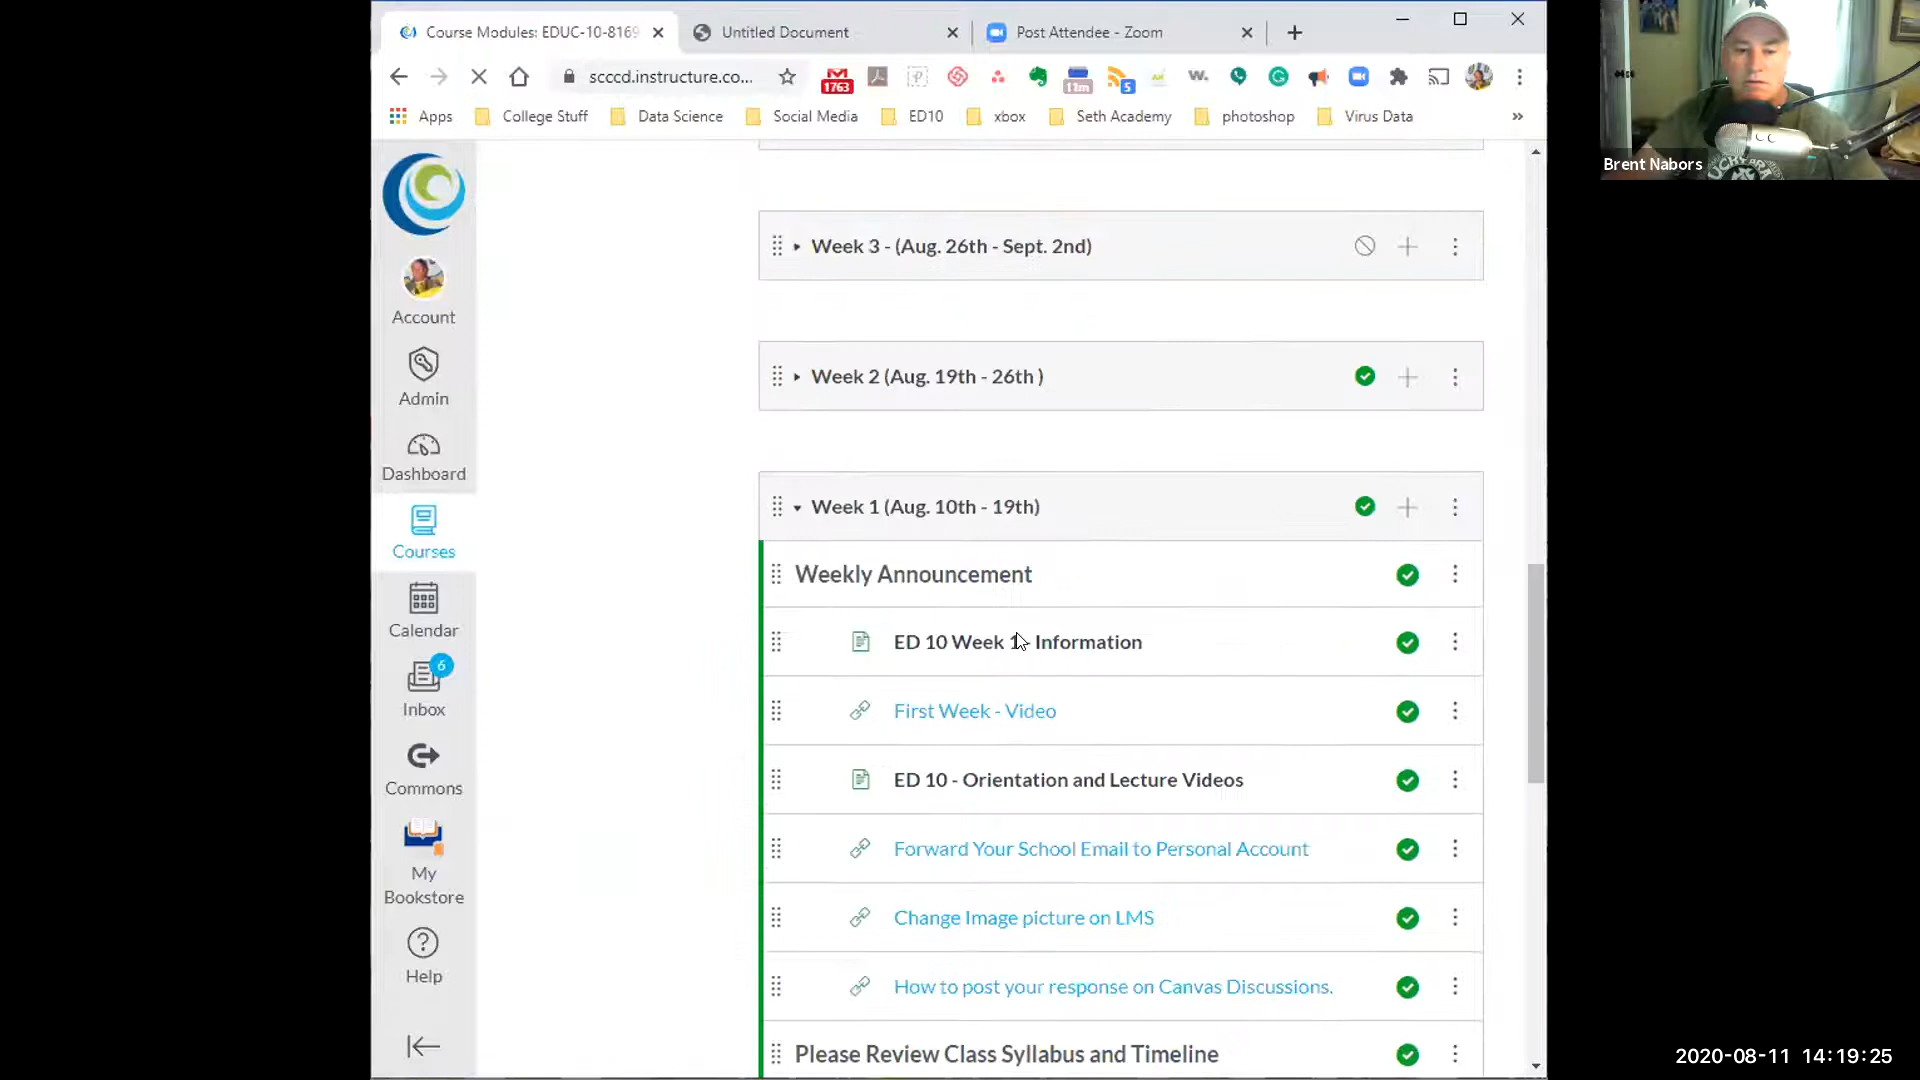 Course Modules: EDUC-10-8169
Untitled Document
Post Attendee - Zoom
scccd.instructure.co...
1763
11m
5
Apps
College Stuff
Data Science
Social Media
ED10
xbox
Seth Academy
photoshop
Virus Data
Brent Nabors
Account
Admin
Dashboard
Courses
Calendar
6
Inbox
Commons
My
Bookstore
Help
Week 3 - (Aug. 26th - Sept. 2nd)
Week 2 (Aug. 19th - 26th )
Week 1 (Aug. 10th - 19th)
Weekly Announcement
ED 10 Week 1 - Information
First Week - Video
ED 10 - Orientation and Lecture Videos
Forward Your School Email to Personal Account
Change Image picture on LMS
How to post your response on Canvas Discussions.
Please Review Class Syllabus and Timeline
2020-08-11 14:19:25